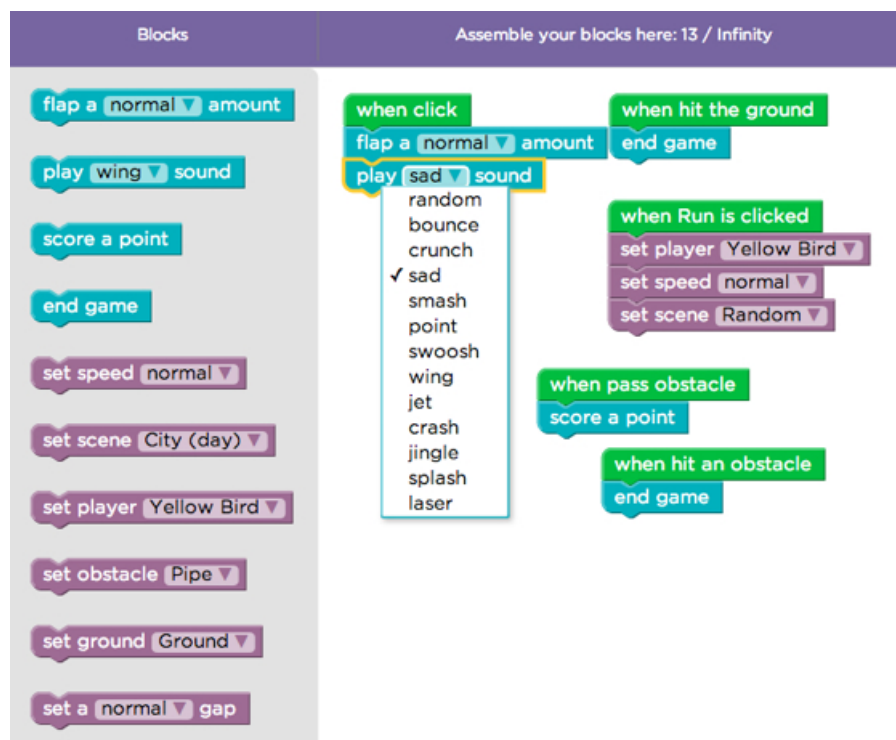 Blocks
Assemble your blocks here: 13 / Infinity
flap a normal amount
play wing sound
score a point
end game
set speed normal
set scene City (day)
set player Yellow Bird
set obstacle Pipe
set ground Ground
set a normal gap
when click
flap a normal amount
play sad sound
random
bounce
crunch
✓ sad
smash
point
swoosh
wing
jet
crash
jingle
splash
laser
when hit the ground
end game
when Run is clicked
set player Yellow Bird
set speed normal
set scene Random
when pass obstacle
score a point
when hit an obstacle
end game